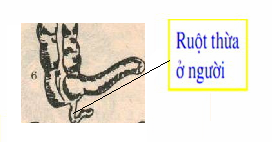 Ruột thừa
ở người
6